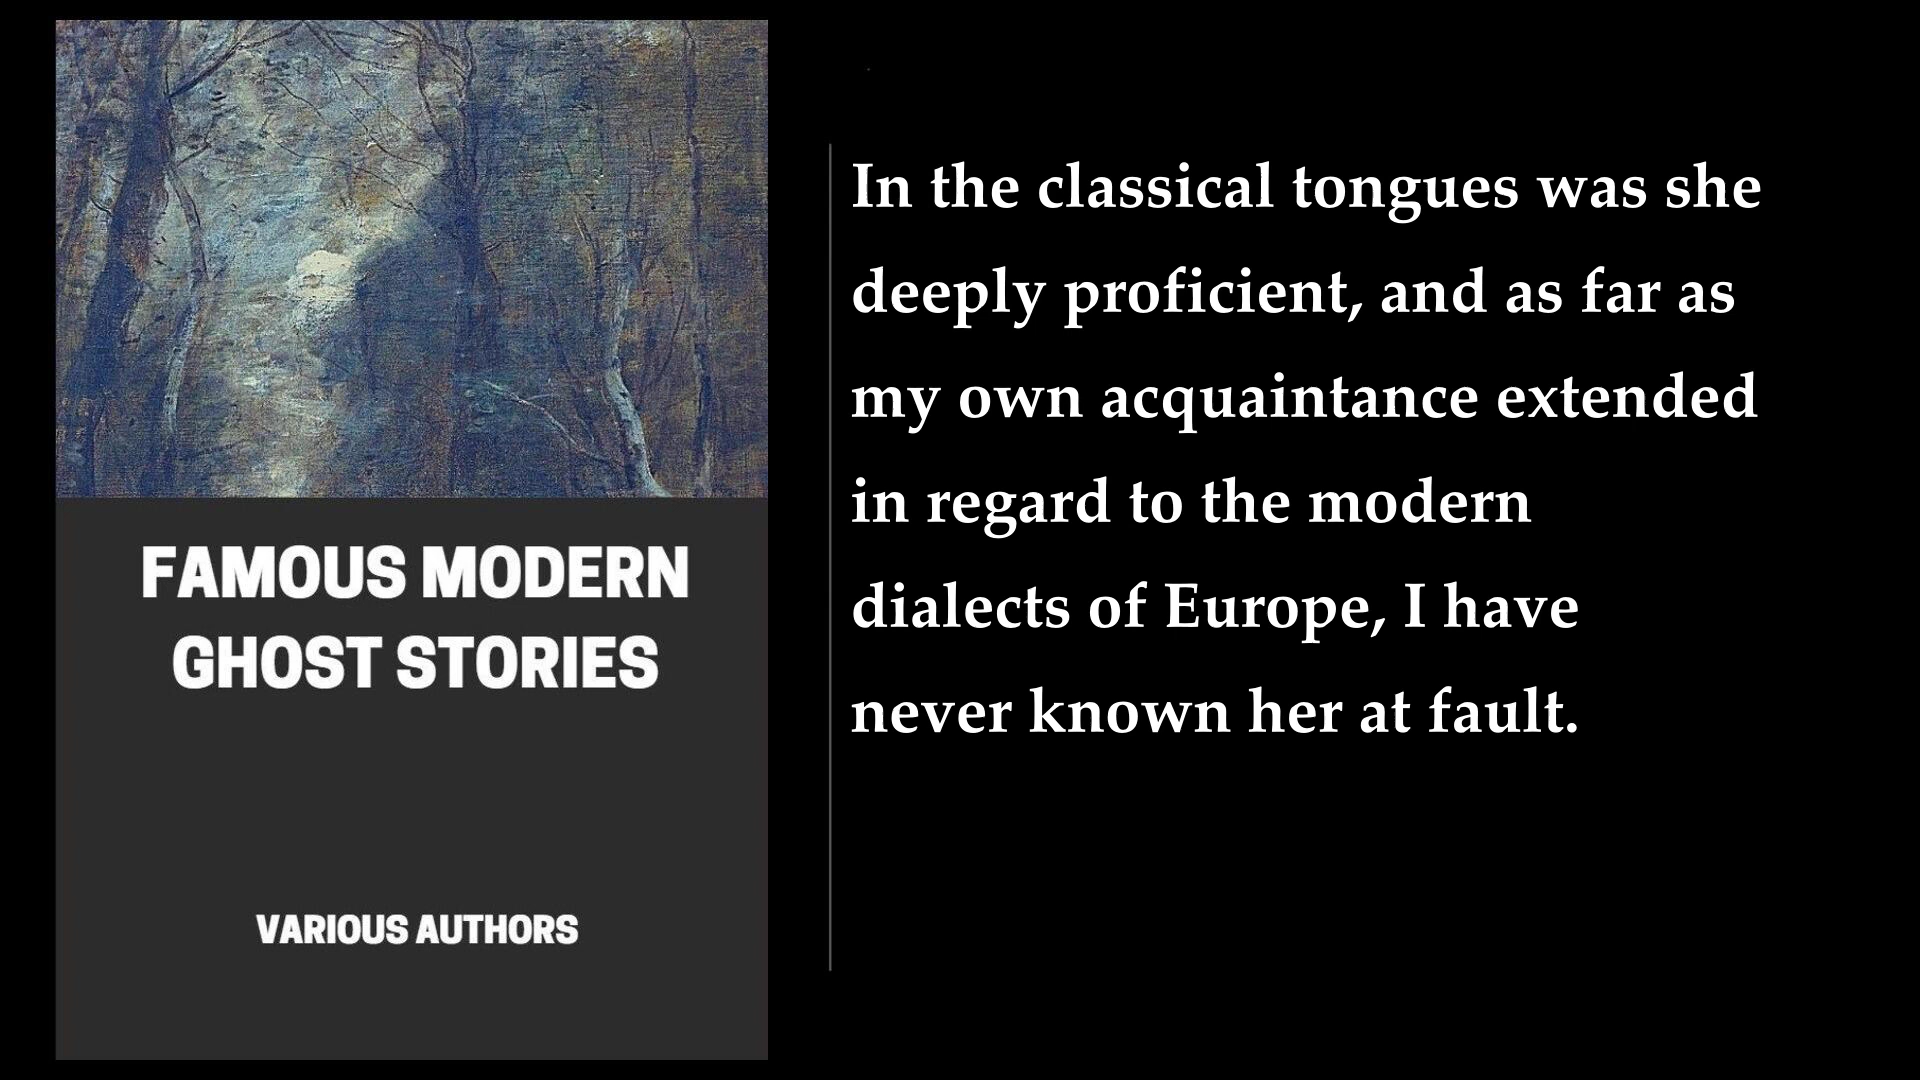 FAMOUS MODERN
GHOST STORIES
VARIOUS AUTHORS
In the classical tongues was she
deeply proficient, and as far as
my own acquaintance extended
in regard to the modern
dialects of Europe, I have
never known her at fault.